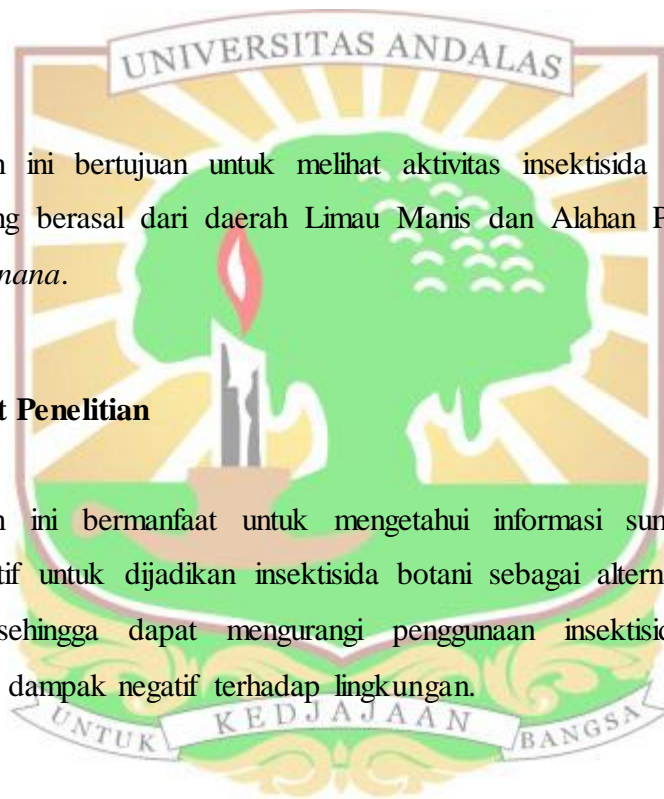 UNIVERSITAS ANDALAS
ini bertujuan untuk melihat aktivitas insektisida
berasal dari daerah Limau Manis dan Alahan P
nana.
t Penelitian
ini bermanfaat untuk mengetahui informasi sum
tif untuk dijadikan insektisida botani sebagai altern
sehingga dapat mengurangi penggunaan insektisid
dampak negatif terhadap lingkungan.
UNTUK KEDJAJAAN BANGSA